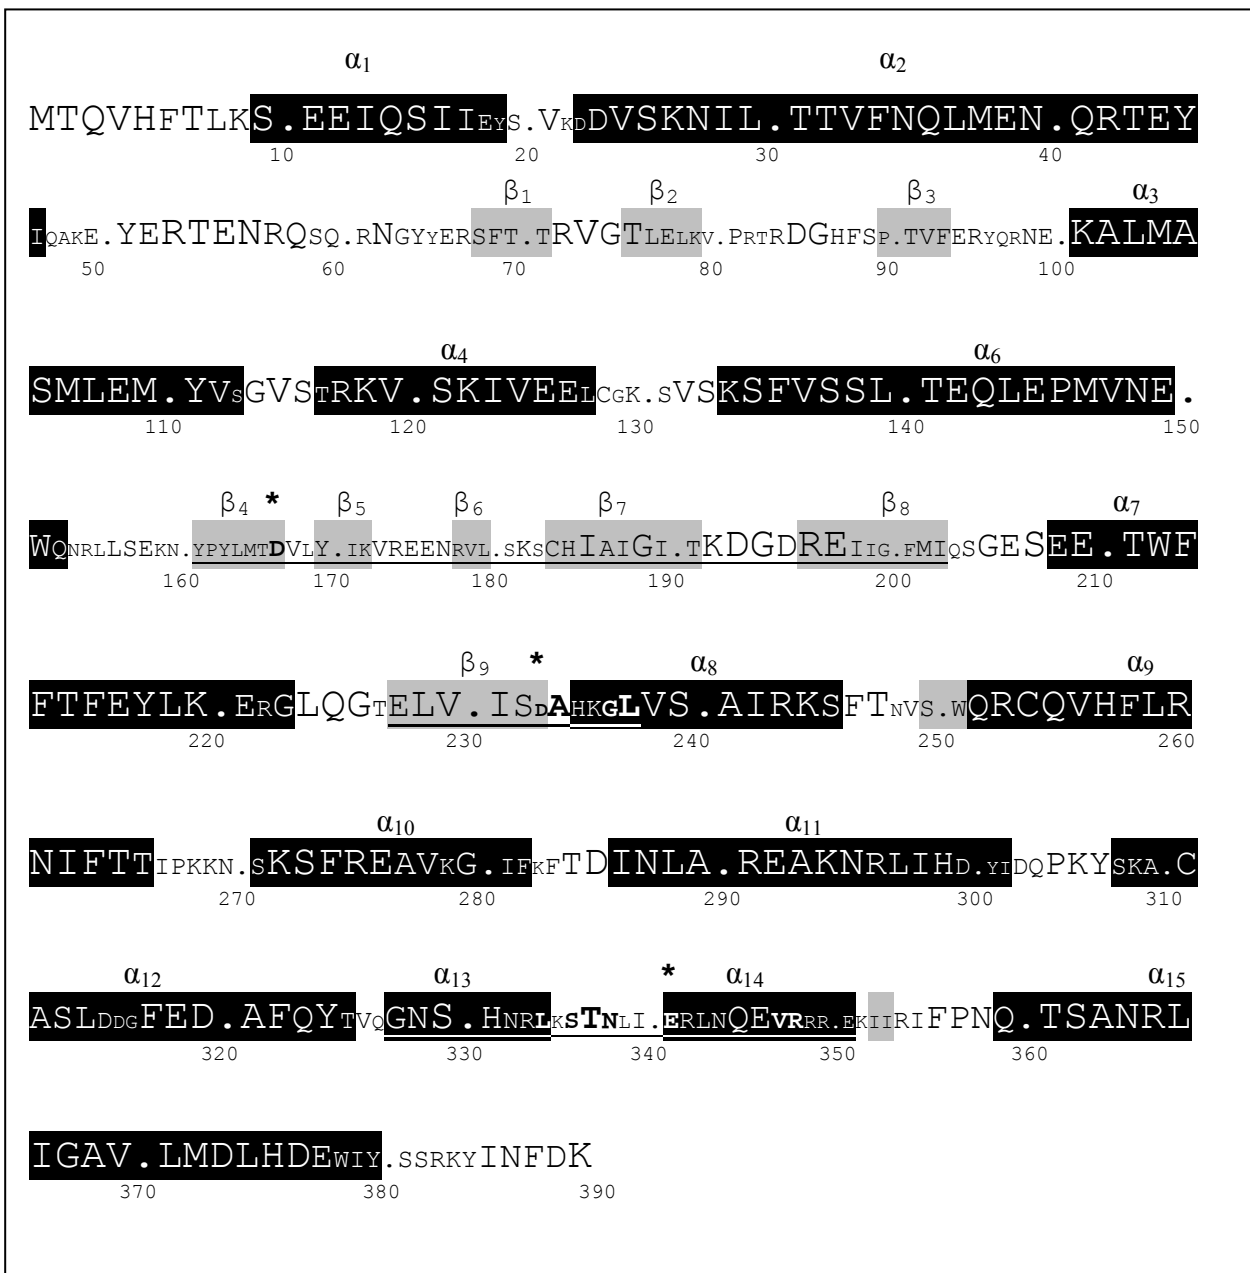 α1 α2
MTQVHFTLKS.EEIQSIIEYS.VKDDVSKNIL.TTVFNQLMEN.QRTEY
10 20 30 40
β1 β2 β3 α3
IQAKE.YERTENRQSQ.RNGYYERSFT.TRVGTLELKV.PRTRDGHFSP.TVFERYQRNE.KALMA
50 60 70 80 90 100
α4 α6
SMLEM.YVSGVSTRKV.SKIVEELCGK.SVSKSFVSSL.TEQLEPMVNE.
110 120 130 140 150
β4 * β5 β6 β7 β8 α7
WQNRLLSEKN.YPYLMTDVLY.IKVREENRVL.SKSCHIAIGI.TKDGDREIIG.FMIQSGESEE.TWF
160 170 180 190 200 210
β9 * α8 α9
FTFEYLK.ERGLQGTELV.ISDAHKGLVS.AIRKSFTNVS.WQRCQVHFLR
220 230 240 250 260
α10 α11
NIFTTIPKKN.SKSFREAVKG.IFKFTDINLA.REAKNRLIHD.YIDQPKYSKA.C
270 280 290 300 310
α12 α13 * α14 α15
ASLDDGFED.AFQYTVQGNS.HNRLKSTNLI.ERLNQEVRRR.EKIIRIFPNQ.TSANRL
320 330 340 350 360
IGAV.LMDLHDEWIY.SSRKYINFDK
370 380 390